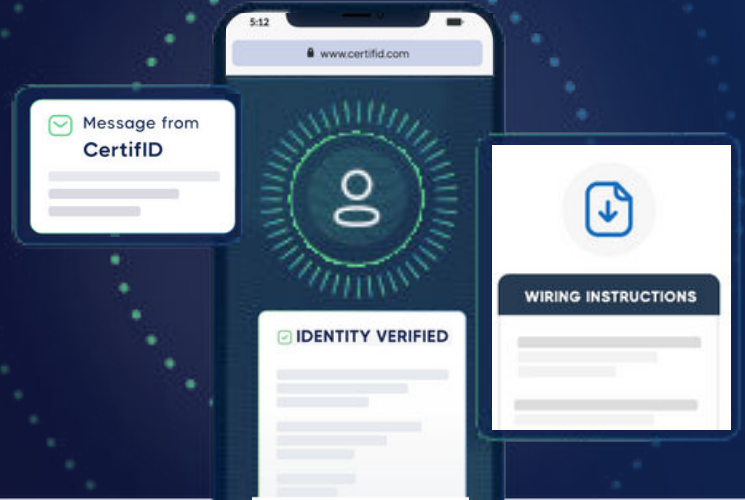 5:12
www.certifid.com
Message from
CertifID
WIRING INSTRUCTIONS
IDENTITY VERIFIED